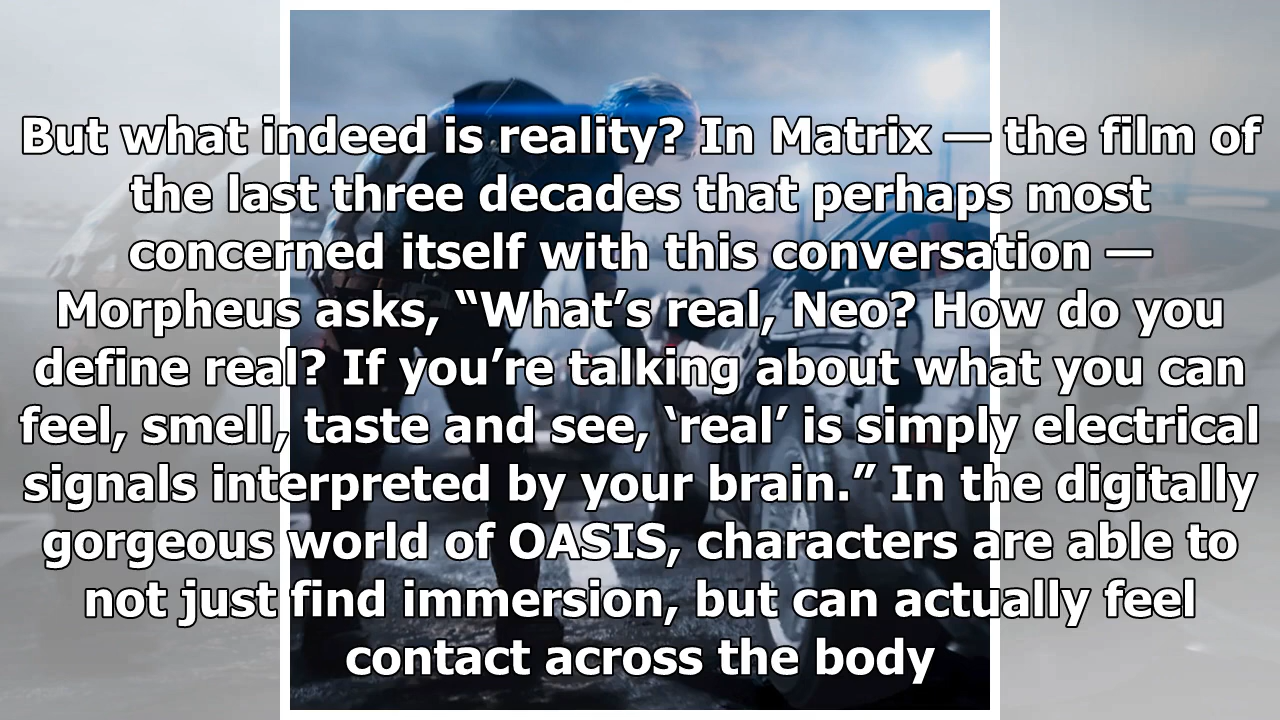 But what indeed is reality? In Matrix — the film of
the last three decades that perhaps most
concerned itself with this conversation —
Morpheus asks, “What’s real, Neo? How do you
define real? If you’re talking about what you can
feel, smell, taste and see, ‘real’ is simply electrical
signals interpreted by your brain.” In the digitally
gorgeous world of OASIS, characters are able to
not just find immersion, but can actually feel
contact across the body